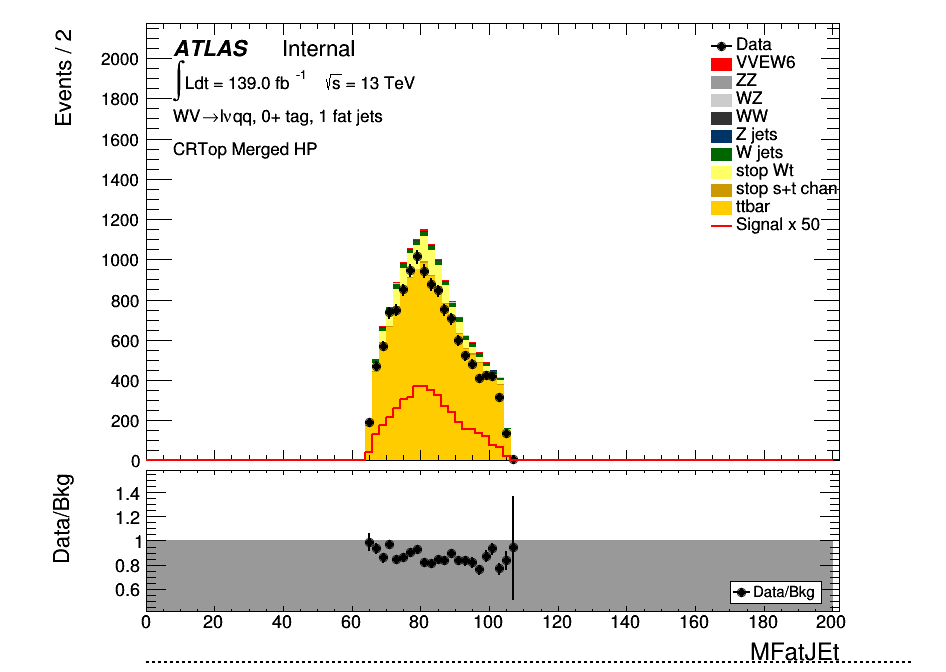 Events / 2
2000
1800
1600
1400
1200
1000
800
600
400
200
0
ATLAS Internal
∫Ldt = 139.0 fb⁻¹ √s = 13 TeV
WV→lνqq, 0+ tag, 1 fat jets
CRTop Merged HP
Data
VVEW6
ZZ
WZ
WW
Z jets
W jets
stop Wt
stop s+t chan
ttbar
Signal x 50
Data/Bkg
1.4
1.2
1
0.8
0.6
Data/Bkg
0 20 40 60 80 100 120 140 160 180 200
MFatJEt